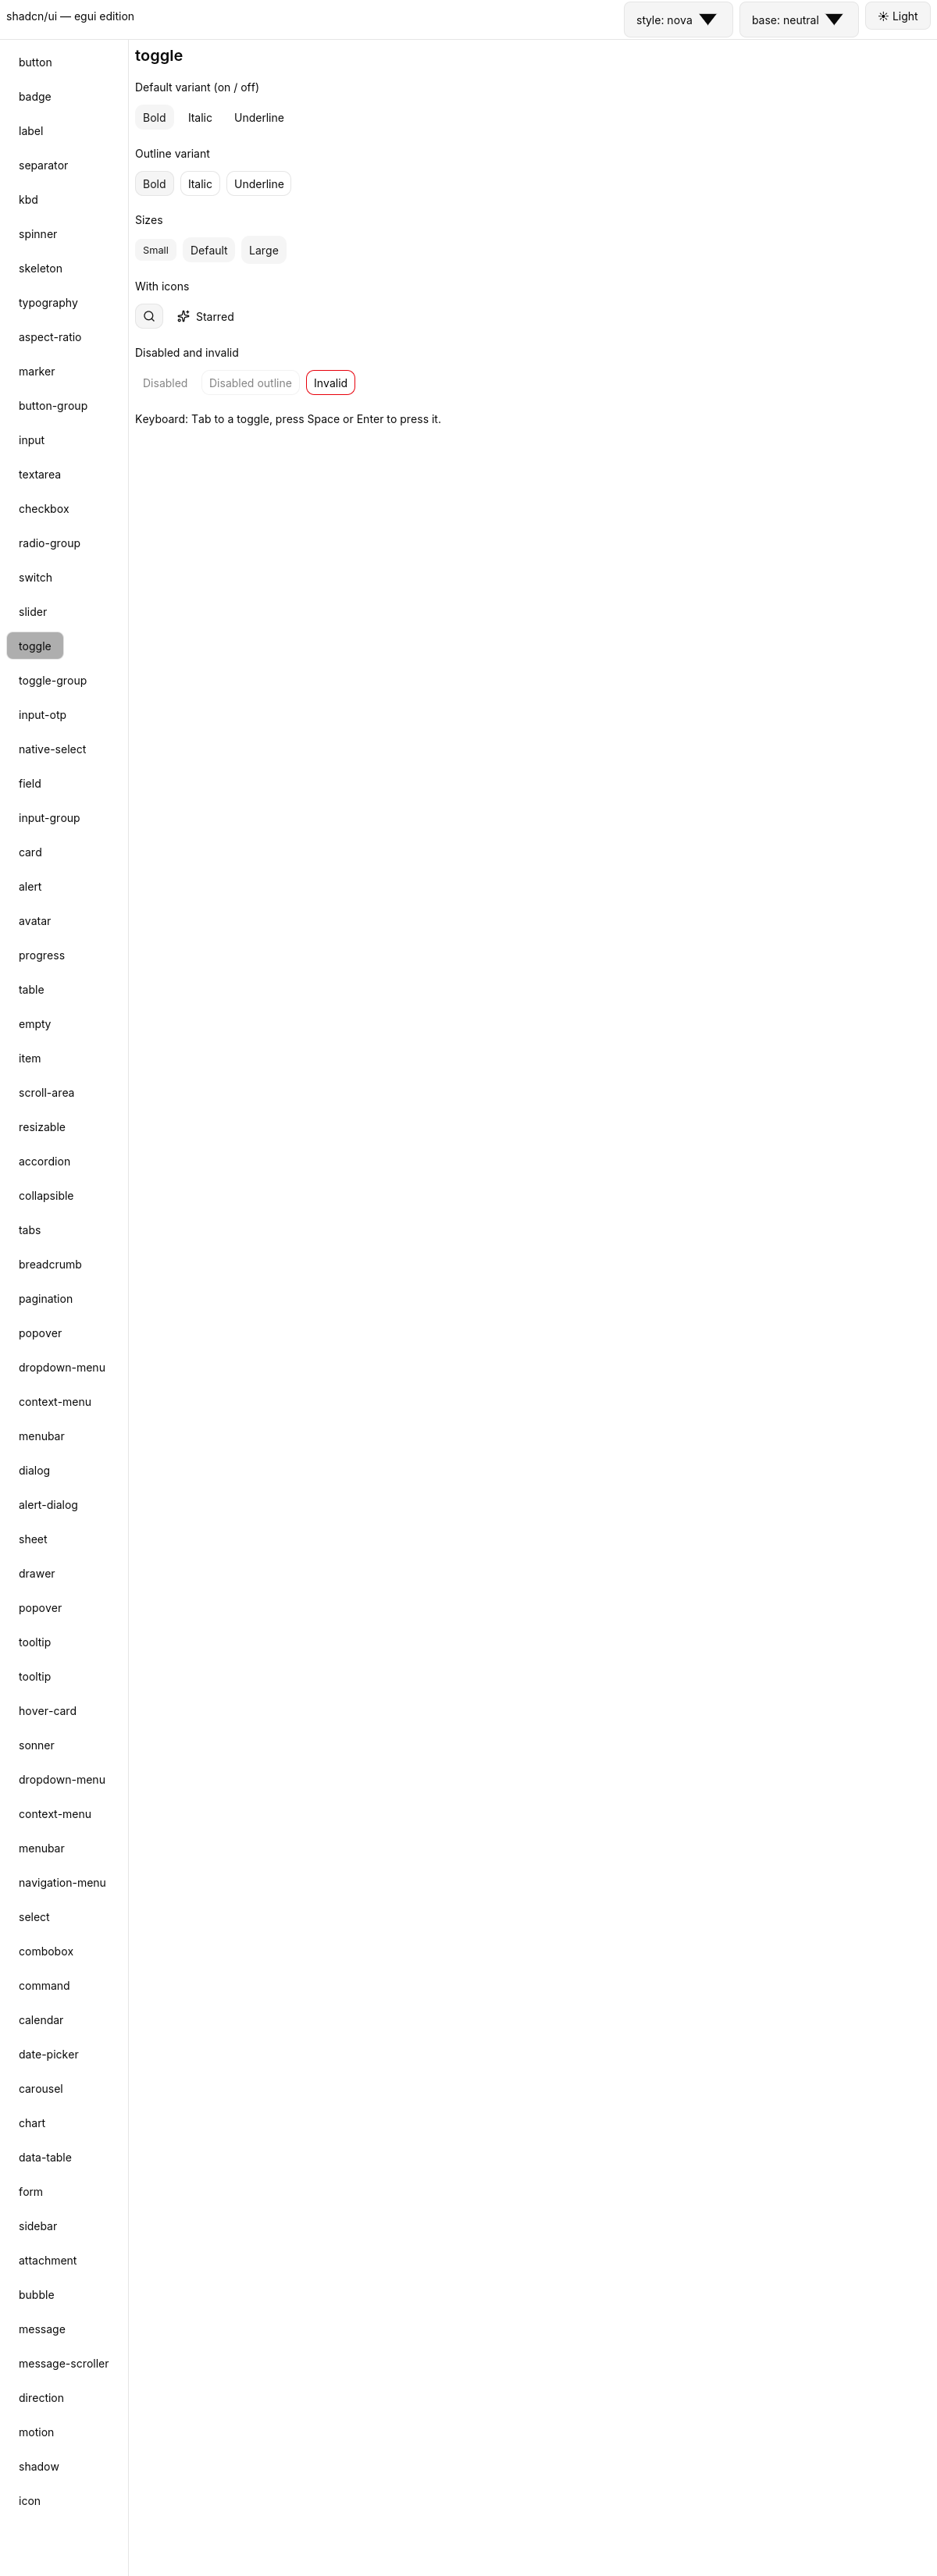 shadcn/ui — egui edition
style: nova
base: neutral
☀ Light
button
badge
label
separator
kbd
spinner
skeleton
typography
aspect-ratio
marker
button-group
input
textarea
checkbox
radio-group
switch
slider
toggle
toggle-group
input-otp
native-select
field
input-group
card
alert
avatar
progress
table
empty
item
scroll-area
resizable
accordion
collapsible
tabs
breadcrumb
pagination
popover
dropdown-menu
context-menu
menubar
dialog
alert-dialog
sheet
drawer
popover
tooltip
tooltip
hover-card
sonner
dropdown-menu
context-menu
menubar
navigation-menu
select
combobox
command
calendar
date-picker
carousel
chart
data-table
form
sidebar
attachment
bubble
message
message-scroller
direction
motion
shadow
icon
toggle
Default variant (on / off)
Bold Italic Underline
Outline variant
Bold Italic Underline
Sizes
Small Default Large
With icons
Starred
Disabled and invalid
Disabled Disabled outline Invalid
Keyboard: Tab to a toggle, press Space or Enter to press it.